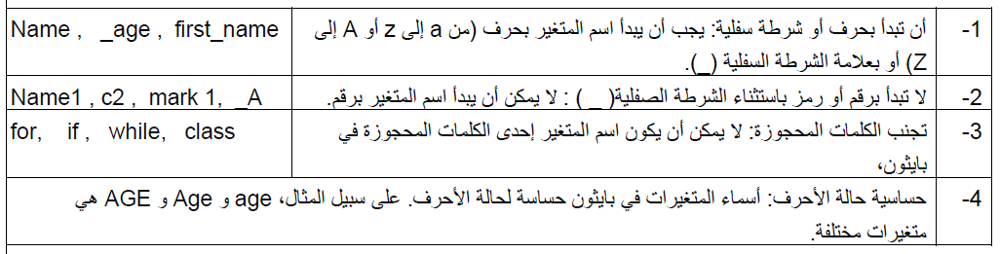 1- أن تبدأ بحرف أو شرطة سفلية: يجب أن يبدأ اسم المتغير بحرف (من a إلى z أو A إلى
Z) أو بعلامة الشرطة السفلية (_).
Name , _age , first_name
2- لا تبدأ برقم أو رمز باستثناء الشرطة الصفلية( _ ) : لا يمكن أن يبدأ اسم المتغير برقم.
Name1 , c2 , mark 1, _A
3- تجنب الكلمات المحجوزة: لا يمكن أن يكون اسم المتغير إحدى الكلمات المحجوزة في
بايثون،
for, if , while, class
4- حساسية حالة الأحرف: أسماء المتغيرات في بايثون حساسة لحالة الأحرف. على سبيل المثال، age و Age و AGE هي
متغيرات مختلفة.